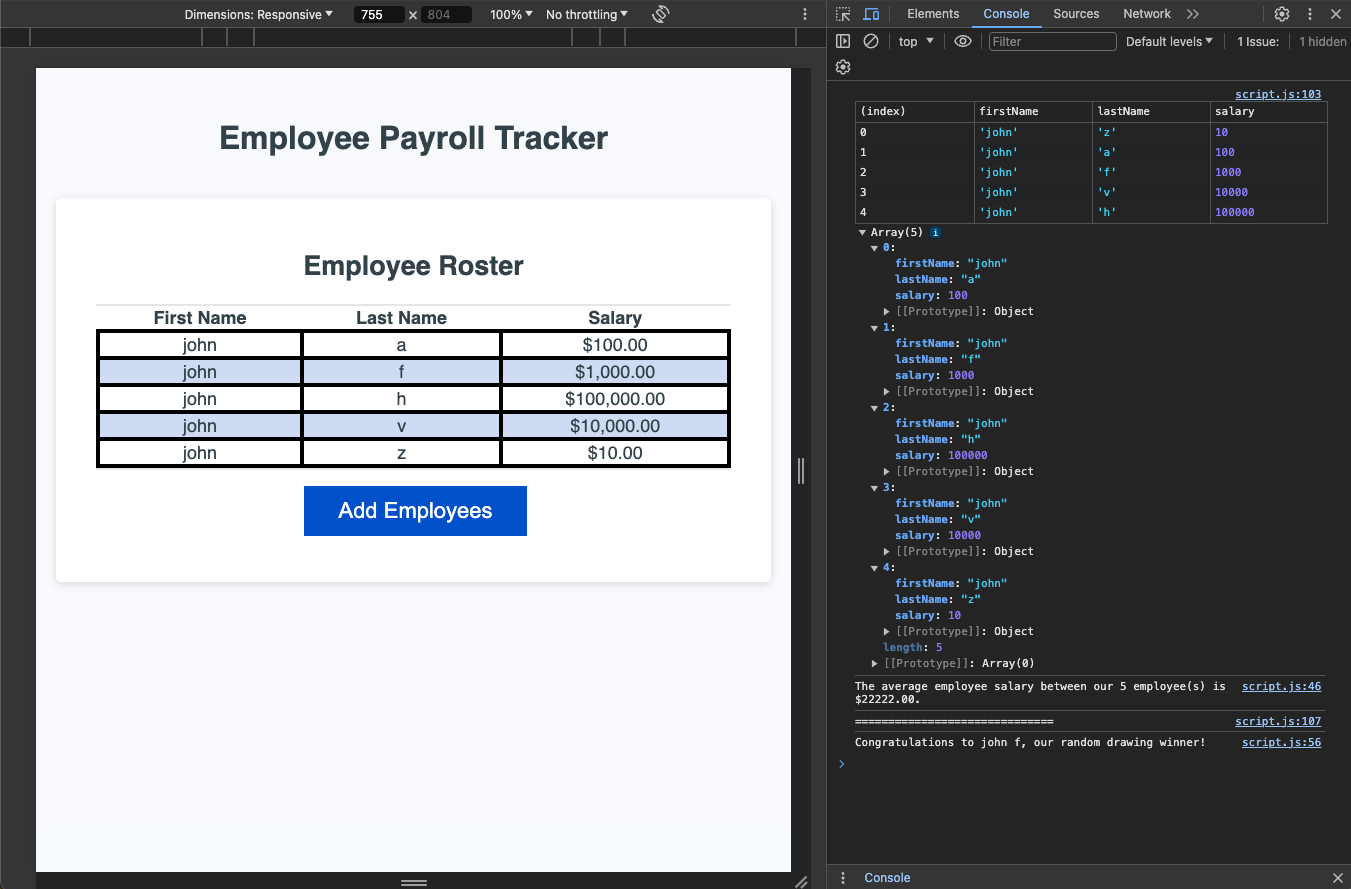 Dimensions: Responsive 755 x 804 100% No throttling
Employee Payroll Tracker
Employee Roster
First Name Last Name Salary
john a $100.00
john f $1,000.00
john h $100,000.00
john v $10,000.00
john z $10.00
Add Employees
Elements Console Sources Network
top Filter Default levels 1 Issue: 1 hidden
script.js:103
(index) firstName lastName salary
0 'john' 'z' 10
1 'john' 'a' 100
2 'john' 'f' 1000
3 'john' 'v' 10000
4 'john' 'h' 100000
Array(5) i
0:
firstName: "john"
lastName: "a"
salary: 100
[[Prototype]]: Object
1:
firstName: "john"
lastName: "f"
salary: 1000
[[Prototype]]: Object
2:
firstName: "john"
lastName: "h"
salary: 100000
[[Prototype]]: Object
3:
firstName: "john"
lastName: "v"
salary: 10000
[[Prototype]]: Object
4:
firstName: "john"
lastName: "z"
salary: 10
[[Prototype]]: Object
length: 5
[[Prototype]]: Array(0)
The average employee salary between our 5 employee(s) is script.js:46
$22222.00.
============================== script.js:107
Congratulations to john f, our random drawing winner! script.js:56
Console